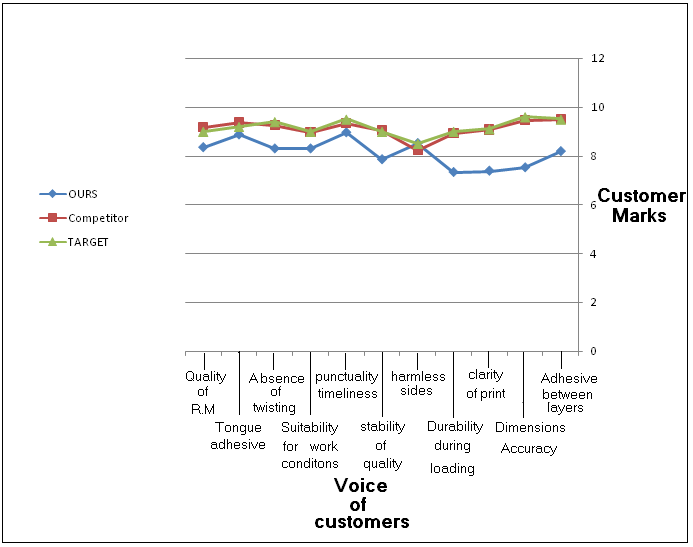 12
10
8
6
4
2
0
OURS
Competitor
TARGET
Customer
Marks
Quality
of
R.M
Tongue
adhesive
Absence
of
twisting
Suitability
for work
conditons
punctuality
timeliness
stability
of
quality
harmless
sides
Durability
during
loading
clarity
of print
Dimensions
Accuracy
Adhesive
between
layers
Voice
of
customers